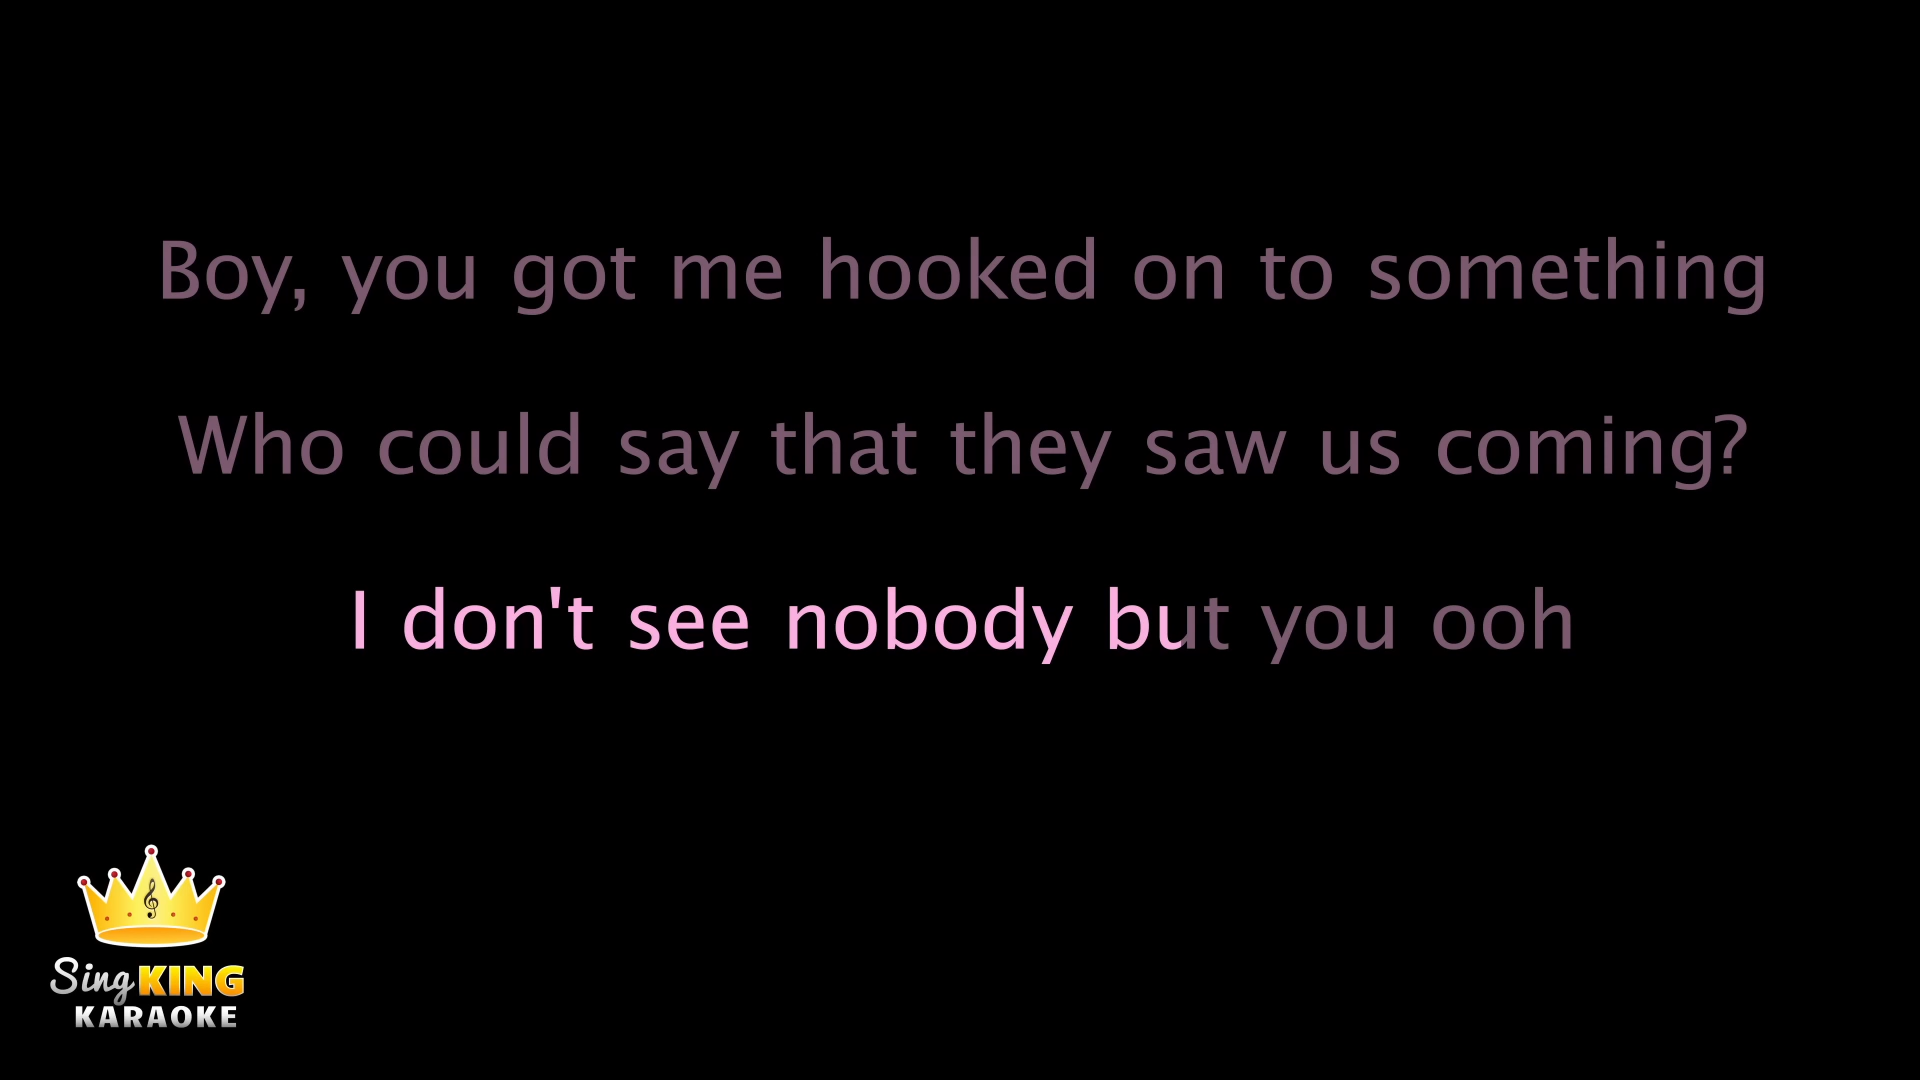 Boy, you got me hooked on to something
Who could say that they saw us coming?
I don't see nobody but you ooh
Sing KING
KARAOKE